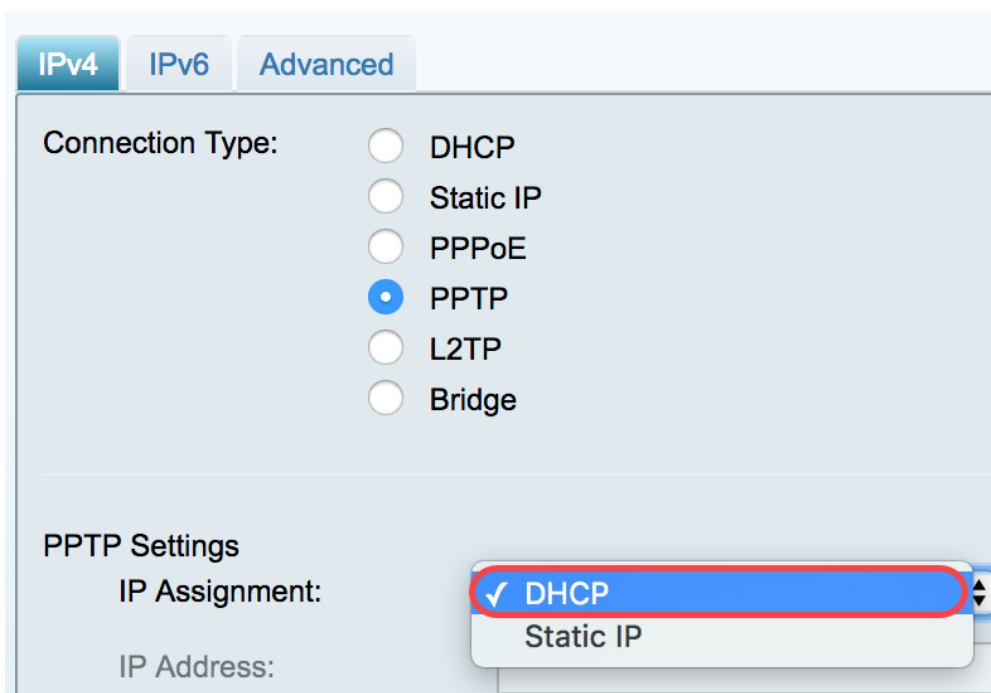 IPv4 IPv6 Advanced
Connection Type: DHCP
Static IP
PPPoE
PPTP
L2TP
Bridge
PPTP Settings
IP Assignment: ✓ DHCP
Static IP
IP Address: